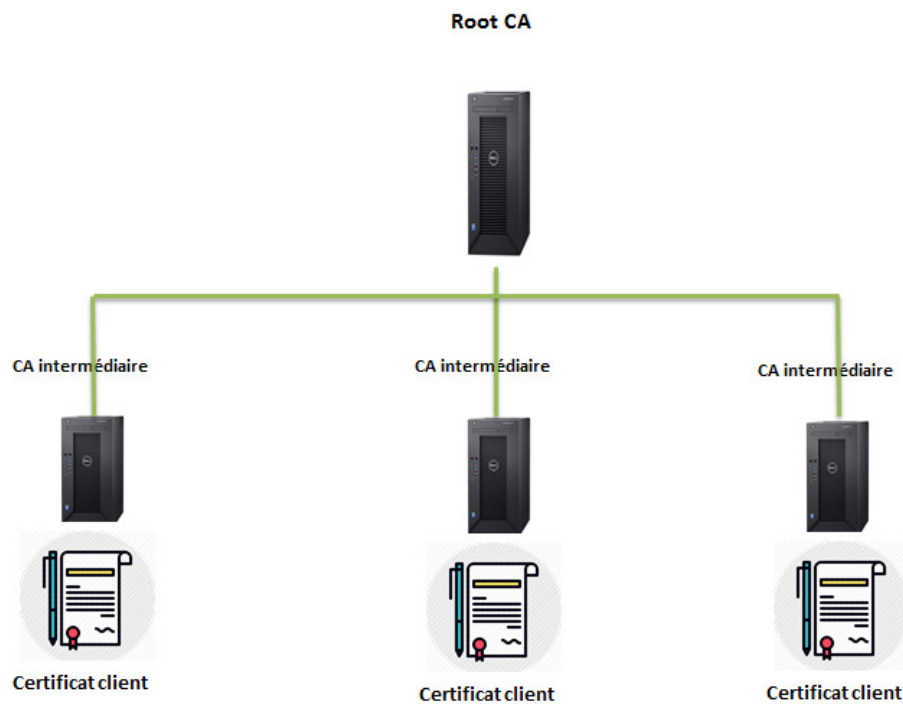 Root CA
CA intermédiaire
CA intermédiaire
CA intermédiaire
Certificat client
Certificat client
Certificat client